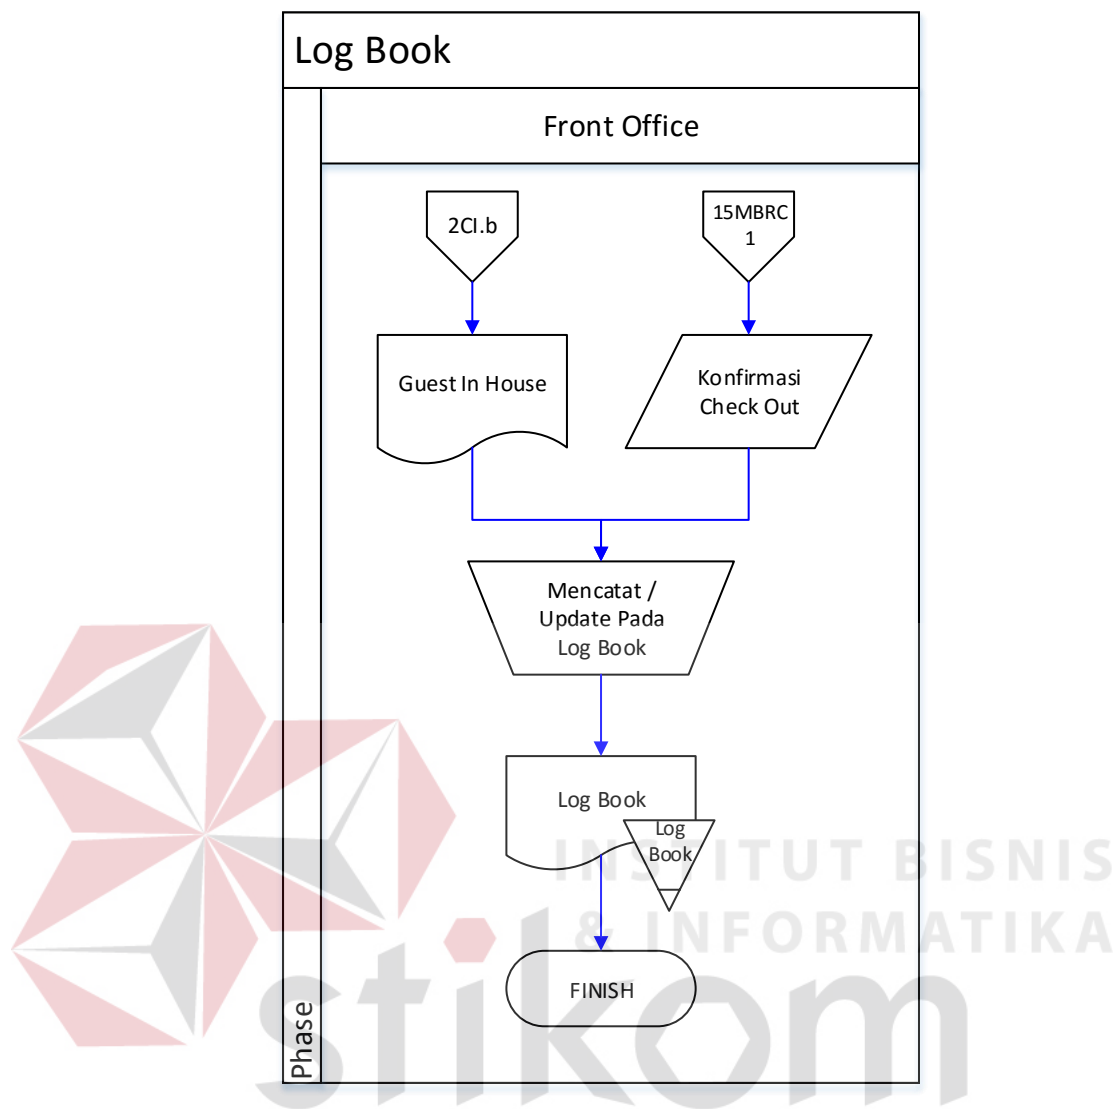 Log Book
Front Office
2CI.b
15MBRC
1
Guest In House
Konfirmasi
Check Out
Mencatat /
Update Pada
Log Book
Log Book
Log
Book
INSTITUT BISNIS
& INFORMATIKA
stikom
FINISH
Phase